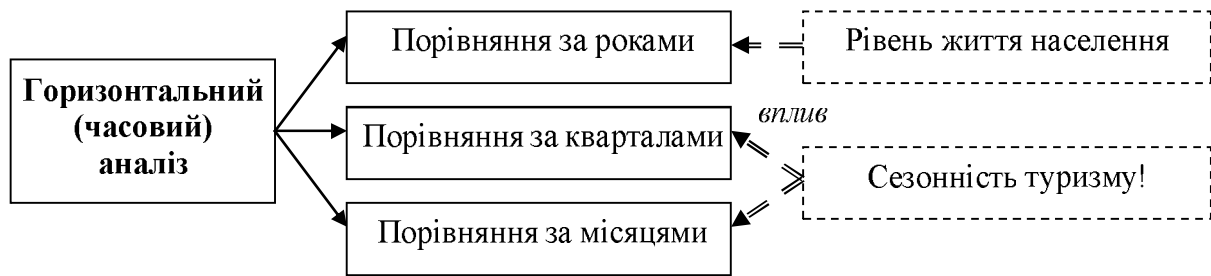 Горизонтальний
(часовий)
аналіз
Порівняння за роками
Порівняння за кварталами
Порівняння за місяцями
вплив
Рівень життя населення
Сезонність туризму!